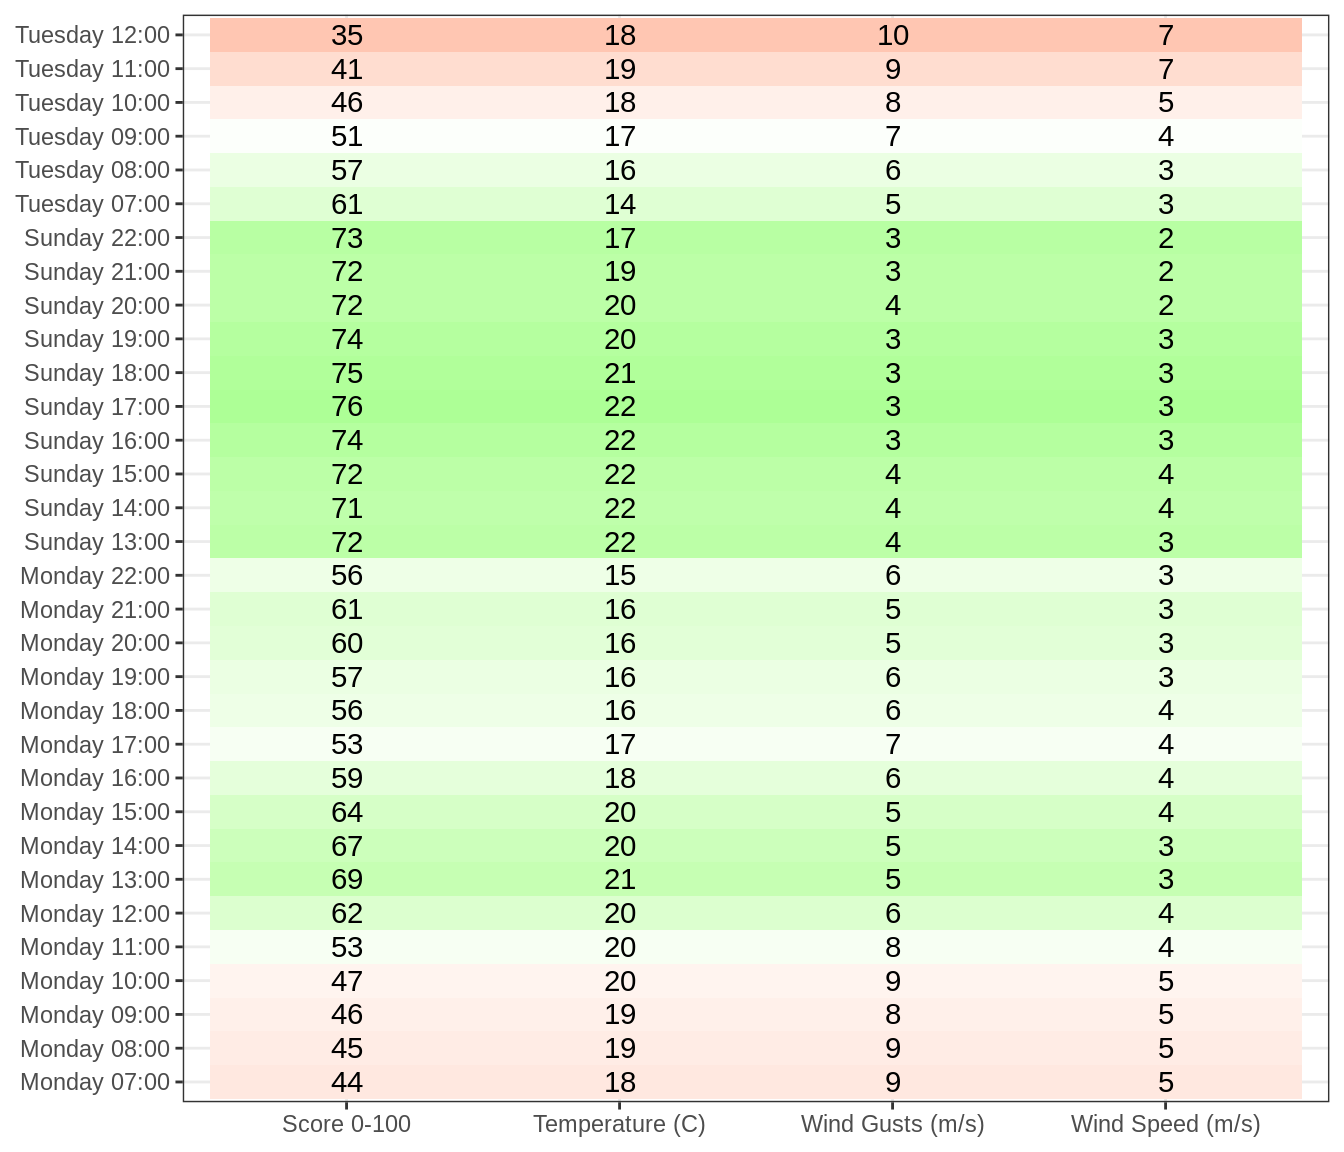 Tuesday 12:00 35 18 10 7
Tuesday 11:00 41 19 9 7
Tuesday 10:00 46 18 8 5
Tuesday 09:00 51 17 7 4
Tuesday 08:00 57 16 6 3
Tuesday 07:00 61 14 5 3
Sunday 22:00 73 17 3 2
Sunday 21:00 72 19 3 2
Sunday 20:00 72 20 4 2
Sunday 19:00 74 20 3 3
Sunday 18:00 75 21 3 3
Sunday 17:00 76 22 3 3
Sunday 16:00 74 22 3 3
Sunday 15:00 72 22 4 4
Sunday 14:00 71 22 4 4
Sunday 13:00 72 22 4 3
Monday 22:00 56 15 6 3
Monday 21:00 61 16 5 3
Monday 20:00 60 16 5 3
Monday 19:00 57 16 6 3
Monday 18:00 56 16 6 4
Monday 17:00 53 17 7 4
Monday 16:00 59 18 6 4
Monday 15:00 64 20 5 4
Monday 14:00 67 20 5 3
Monday 13:00 69 21 5 3
Monday 12:00 62 20 6 4
Monday 11:00 53 20 8 4
Monday 10:00 47 20 9 5
Monday 09:00 46 19 8 5
Monday 08:00 45 19 9 5
Monday 07:00 44 18 9 5
Score 0-100 Temperature (C) Wind Gusts (m/s) Wind Speed (m/s)